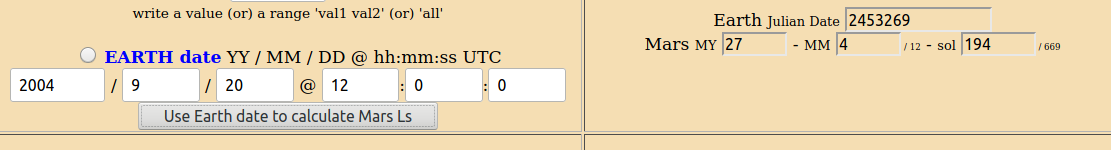 write a value (or) a range 'val1 val2' (or) 'all'
EARTH date YY / MM / DD @ hh:mm:ss UTC
2004 / 9 / 20 @ 12 : 0 : 0
Use Earth date to calculate Mars Ls
Earth Julian Date 2453269
Mars MY 27 - MM 4 / 12 - sol 194 / 669